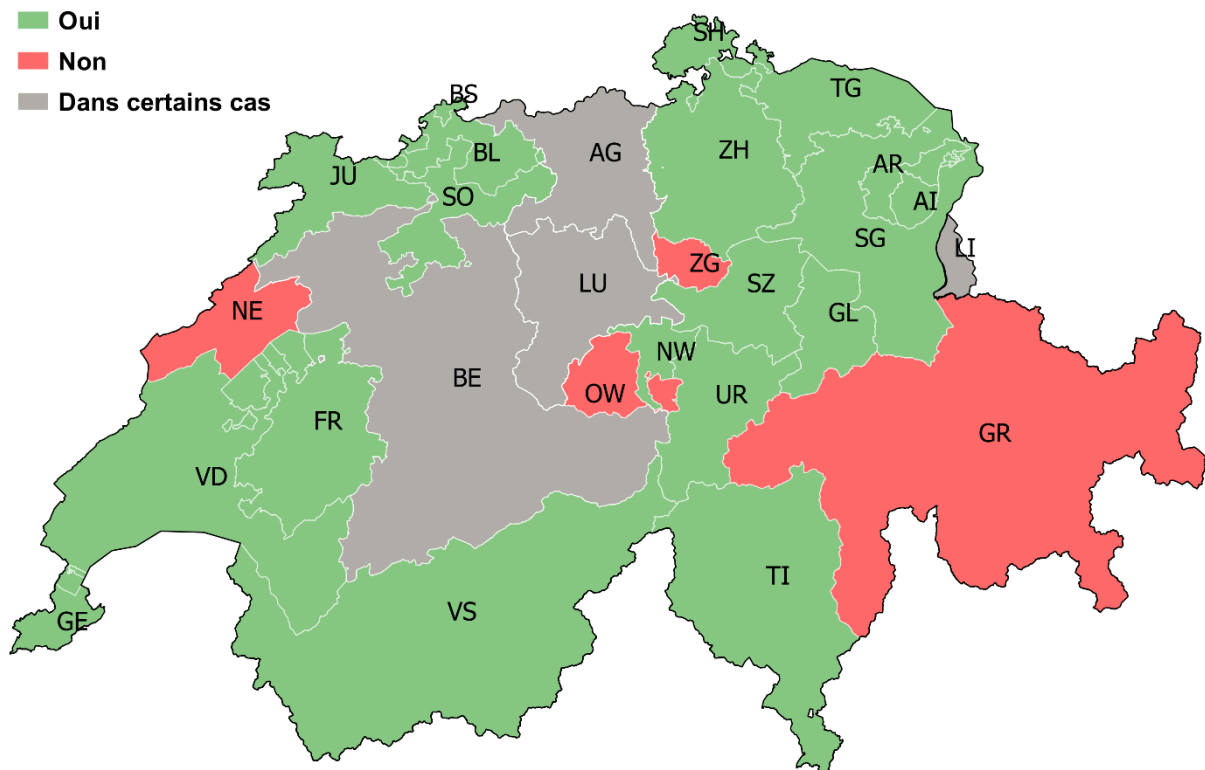 Oui
Non
Dans certains cas
SH
BS
TG
BL
AG
ZH
AR
JU
SO
AI
SG
LI
ZG
LU
SZ
NE
GL
NW
BE
OW
UR
FR
GR
VD
TI
VS
GE